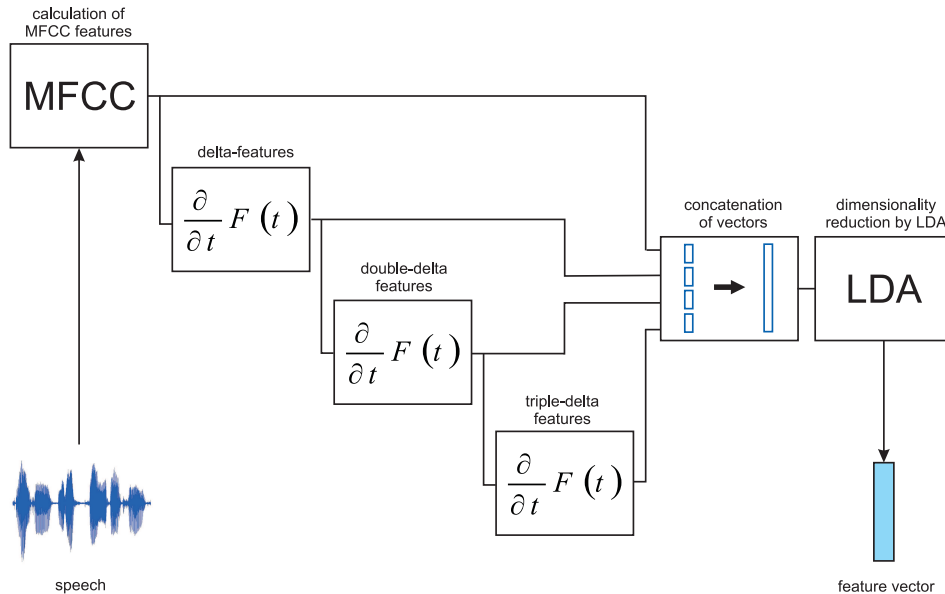 calculation of
MFCC features
MFCC
delta-features
∂
∂ t
F (t)
double-delta
features
∂
∂ t
F (t)
triple-delta
features
∂
∂ t
F (t)
concatenation
of vectors
dimensionality
reduction by LDA
LDA
speech
feature vector